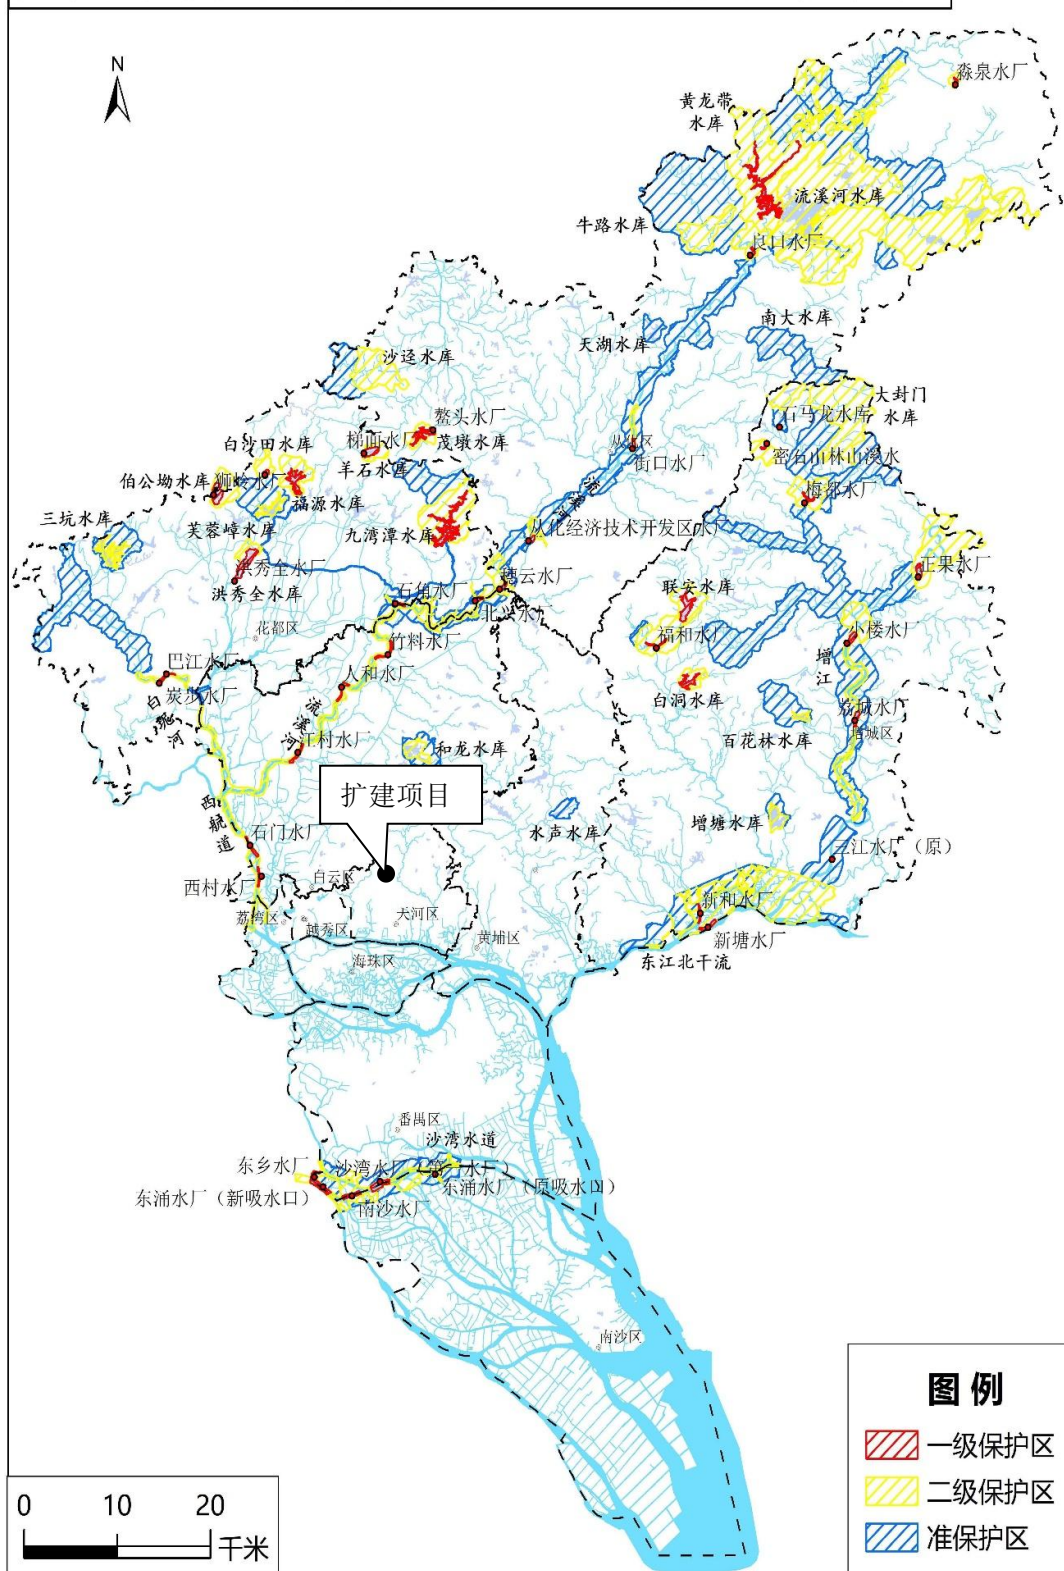 N
淼泉水厂
黄龙带
水库
流溪河水库
牛路水库
良口水厂
南大水库
天湖水库
沙迳水库
大封门
水库
石马龙水库
鳌头水厂
梯面水厂
茂墩水库
从化区
街口水厂
密石山林山溪水
白沙田水库
羊石水库
伯公坳水库
狮岭水厂
福源水库
梅都水厂
流溪河
三坑水库
芙蓉嶂水库
九湾潭水库
从化经济技术开发区水厂
洪秀全水厂
正果水厂
穗云水厂
洪秀全水库
石角水厂
联安水库
北兴水厂
花都区
竹料水厂
福和水厂
小楼水厂
巴江水厂
人和水厂
增江
炭步水厂
白洞水库
白坭河
流溪河
荔城水厂
增城区
江村水厂
和龙水库
百花林水库
扩建项目
西航道
石门水厂
水声水库
增塘水库
三江水厂（原）
西村水厂
白云区
新和水厂
荔湾区
越秀区
天河区
新塘水厂
黄埔区
海珠区
东江北干流
番禺区
沙湾水道
东乡水厂
东涌水厂（原吸水口）
东涌水厂（新吸水口）
南沙水厂
南沙区
图例
一级保护区
二级保护区
准保护区
0 10 20
千米